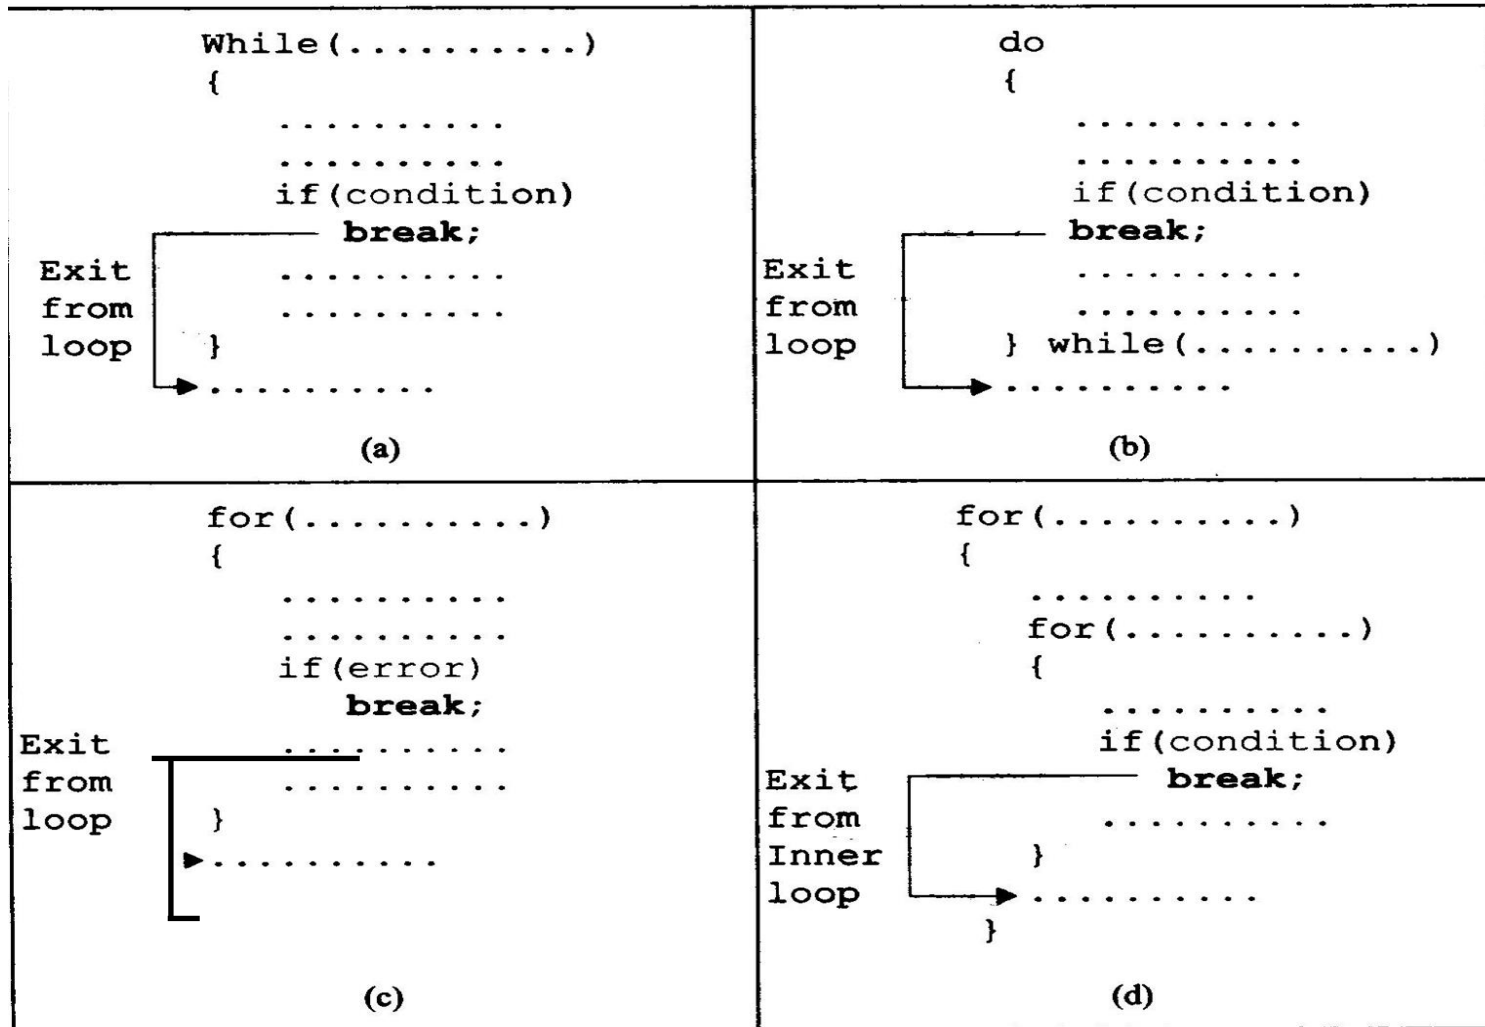 While(..........)
{
..........
..........
if(condition)
break;
Exit
from
loop
..........
..........
}
..........
(a)
do
{
..........
..........
if(condition)
break;
Exit
from
loop
..........
..........
} while(..........)
..........
(b)
for(..........)
{
..........
..........
if(error)
break;
Exit
from
loop
..........
..........
}
..........
(c)
for(..........)
{
..........
for(..........)
{
..........
if(condition)
break;
Exit
from
Inner
loop
..........
}
..........
}
(d)